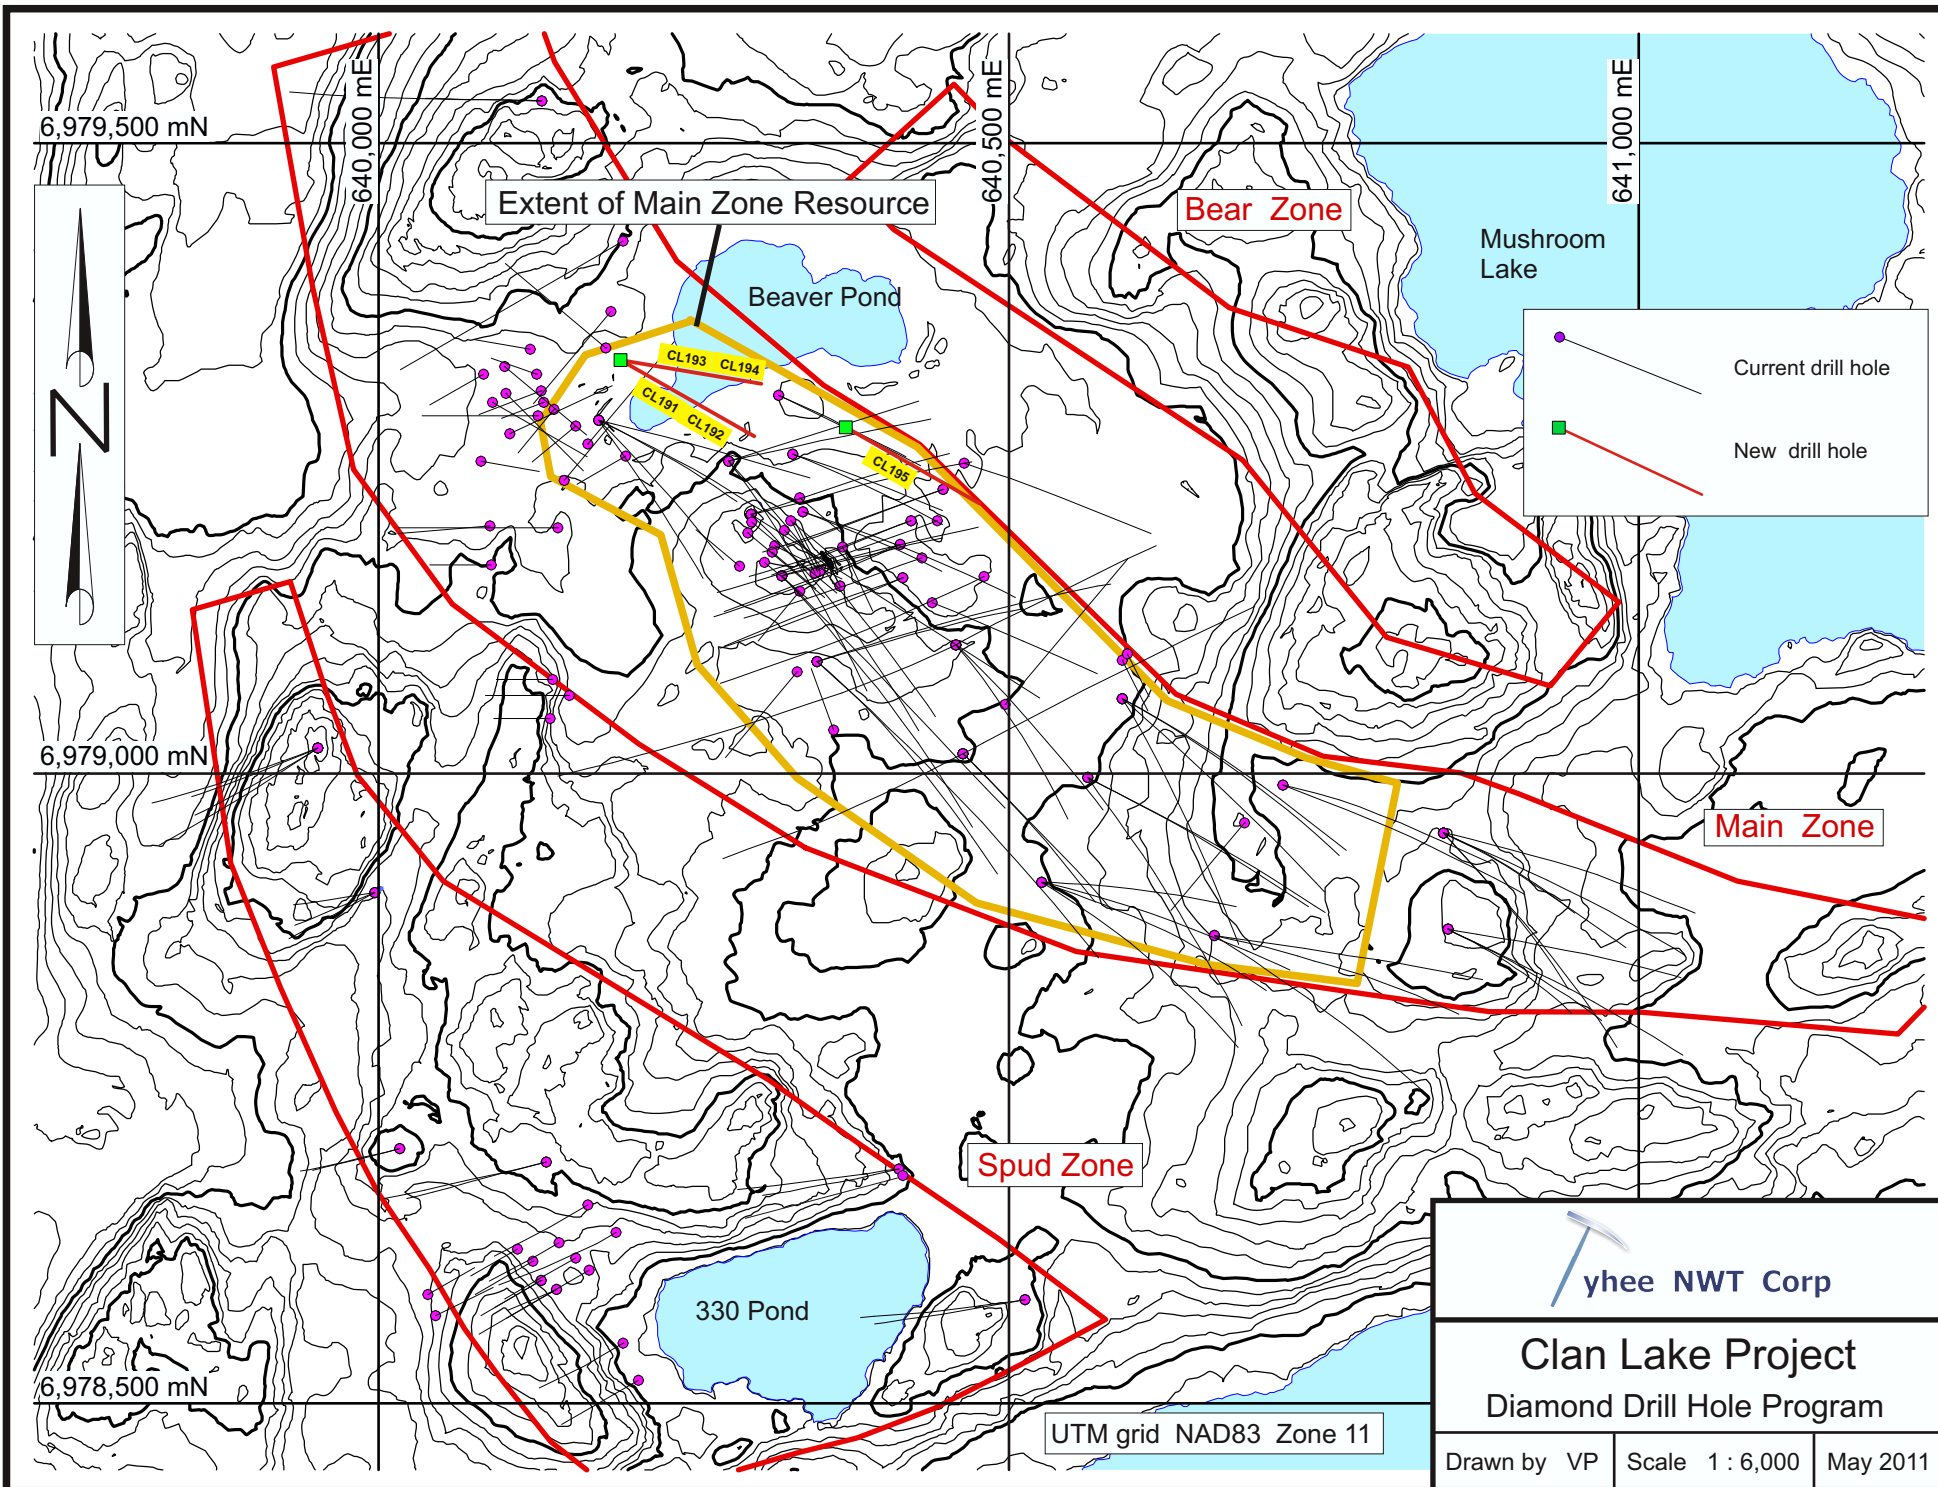 6,979,500 mN
640,000 mE
640,500 mE
641,000 mE
Extent of Main Zone Resource
Bear Zone
Mushroom
Lake
Beaver Pond
N
CL193 CL194
CL191 CL192
CL195
Current drill hole
New drill hole
6,979,000 mN
Main Zone
Spud Zone
330 Pond
6,978,500 mN
UTM grid NAD83 Zone 11
yhee NWT Corp
Clan Lake Project
Diamond Drill Hole Program
Drawn by VP
Scale 1 : 6,000
May 2011